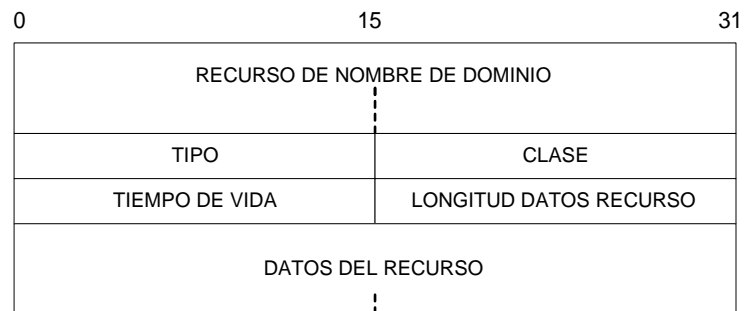 0 15 31
RECURSO DE NOMBRE DE DOMINIO
TIPO CLASE
TIEMPO DE VIDA LONGITUD DATOS RECURSO
DATOS DEL RECURSO